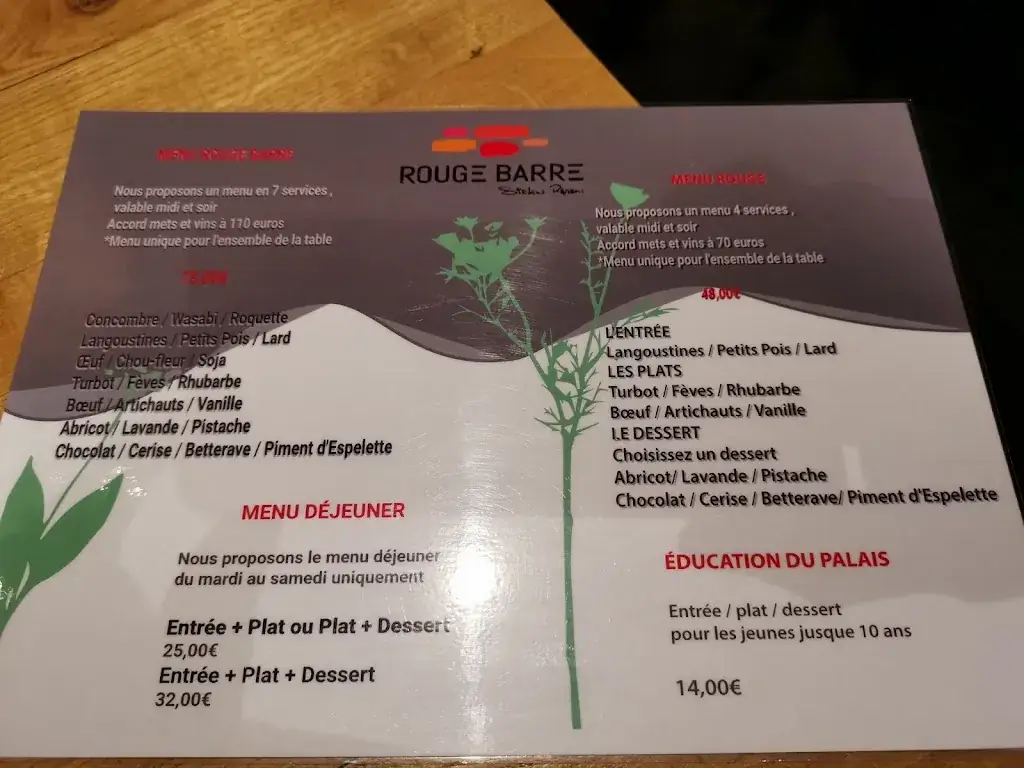 ROUGE BARRE
MENU ROUGE BARRE
Nous proposons un menu en 7 services ,
valable midi et soir
Accord mets et vins à 110 euros
*Menu unique pour l'ensemble de la table
Concombre / Wasabi / Roquette
Langoustines / Petits Pois / Lard
Œuf / Chou-fleur / Soja
Turbot / Fèves / Rhubarbe
Bœuf / Artichauts / Vanille
Abricot / Lavande / Pistache
Chocolat / Cerise / Betterave / Piment d'Espelette
MENU DÉJEUNER
Nous proposons le menu déjeuner
du mardi au samedi uniquement
Entrée + Plat ou Plat + Dessert
25,00€
Entrée + Plat + Dessert
32,00€
MENU ROUGE
Nous proposons un menu 4 services ,
valable midi et soir
Accord mets et vins à 70 euros
*Menu unique pour l'ensemble de la table
48,00€
L'ENTRÉE
Langoustines / Petits Pois / Lard
LES PLATS
Turbot / Fèves / Rhubarbe
Bœuf / Artichauts / Vanille
LE DESSERT
Choisissez un dessert
Abricot/ Lavande / Pistache
Chocolat / Cerise / Betterave/ Piment d'Espelette
ÉDUCATION DU PALAIS
Entrée / plat / dessert
pour les jeunes jusque 10 ans
14,00€